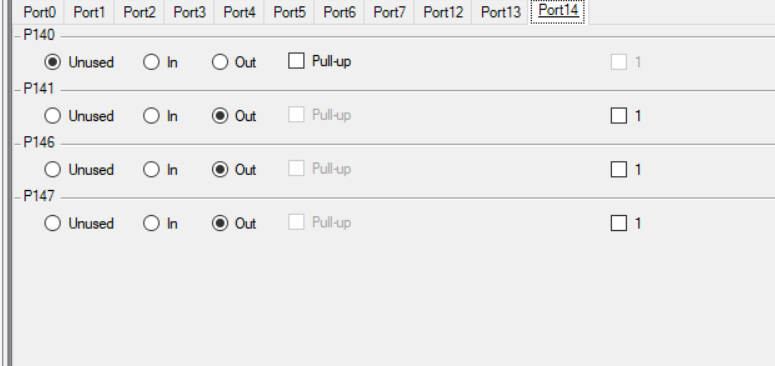 Port0 Port1 Port2 Port3 Port4 Port5 Port6 Port7 Port12 Port13 Port14
P140
Unused In Out Pull-up 1
P141
Unused In Out Pull-up 1
P146
Unused In Out Pull-up 1
P147
Unused In Out Pull-up 1